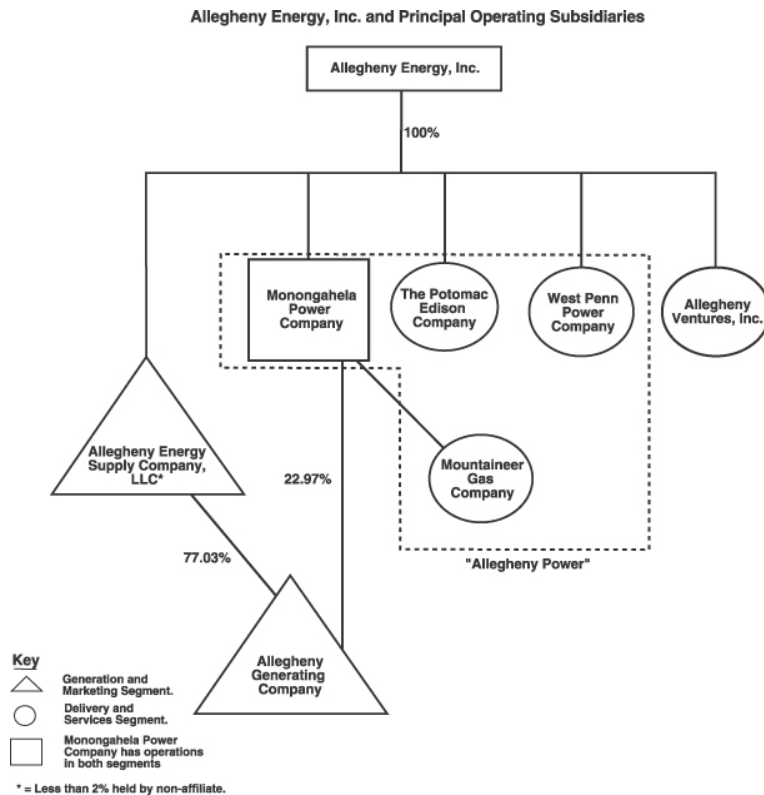 Allegheny Energy, Inc. and Principal Operating Subsidiaries
Allegheny Energy, Inc.
100%
Monongahela
Power
Company
The Potomac
Edison
Company
West Penn
Power
Company
Allegheny
Ventures, Inc.
Allegheny Energy
Supply Company,
LLC*
22.97%
Mountaineer
Gas
Company
77.03%
"Allegheny Power"
Allegheny
Generating
Company
Key
Generation and
Marketing Segment.
Delivery and
Services Segment.
Monongahela Power
Company has operations
in both segments
* = Less than 2% held by non-affiliate.